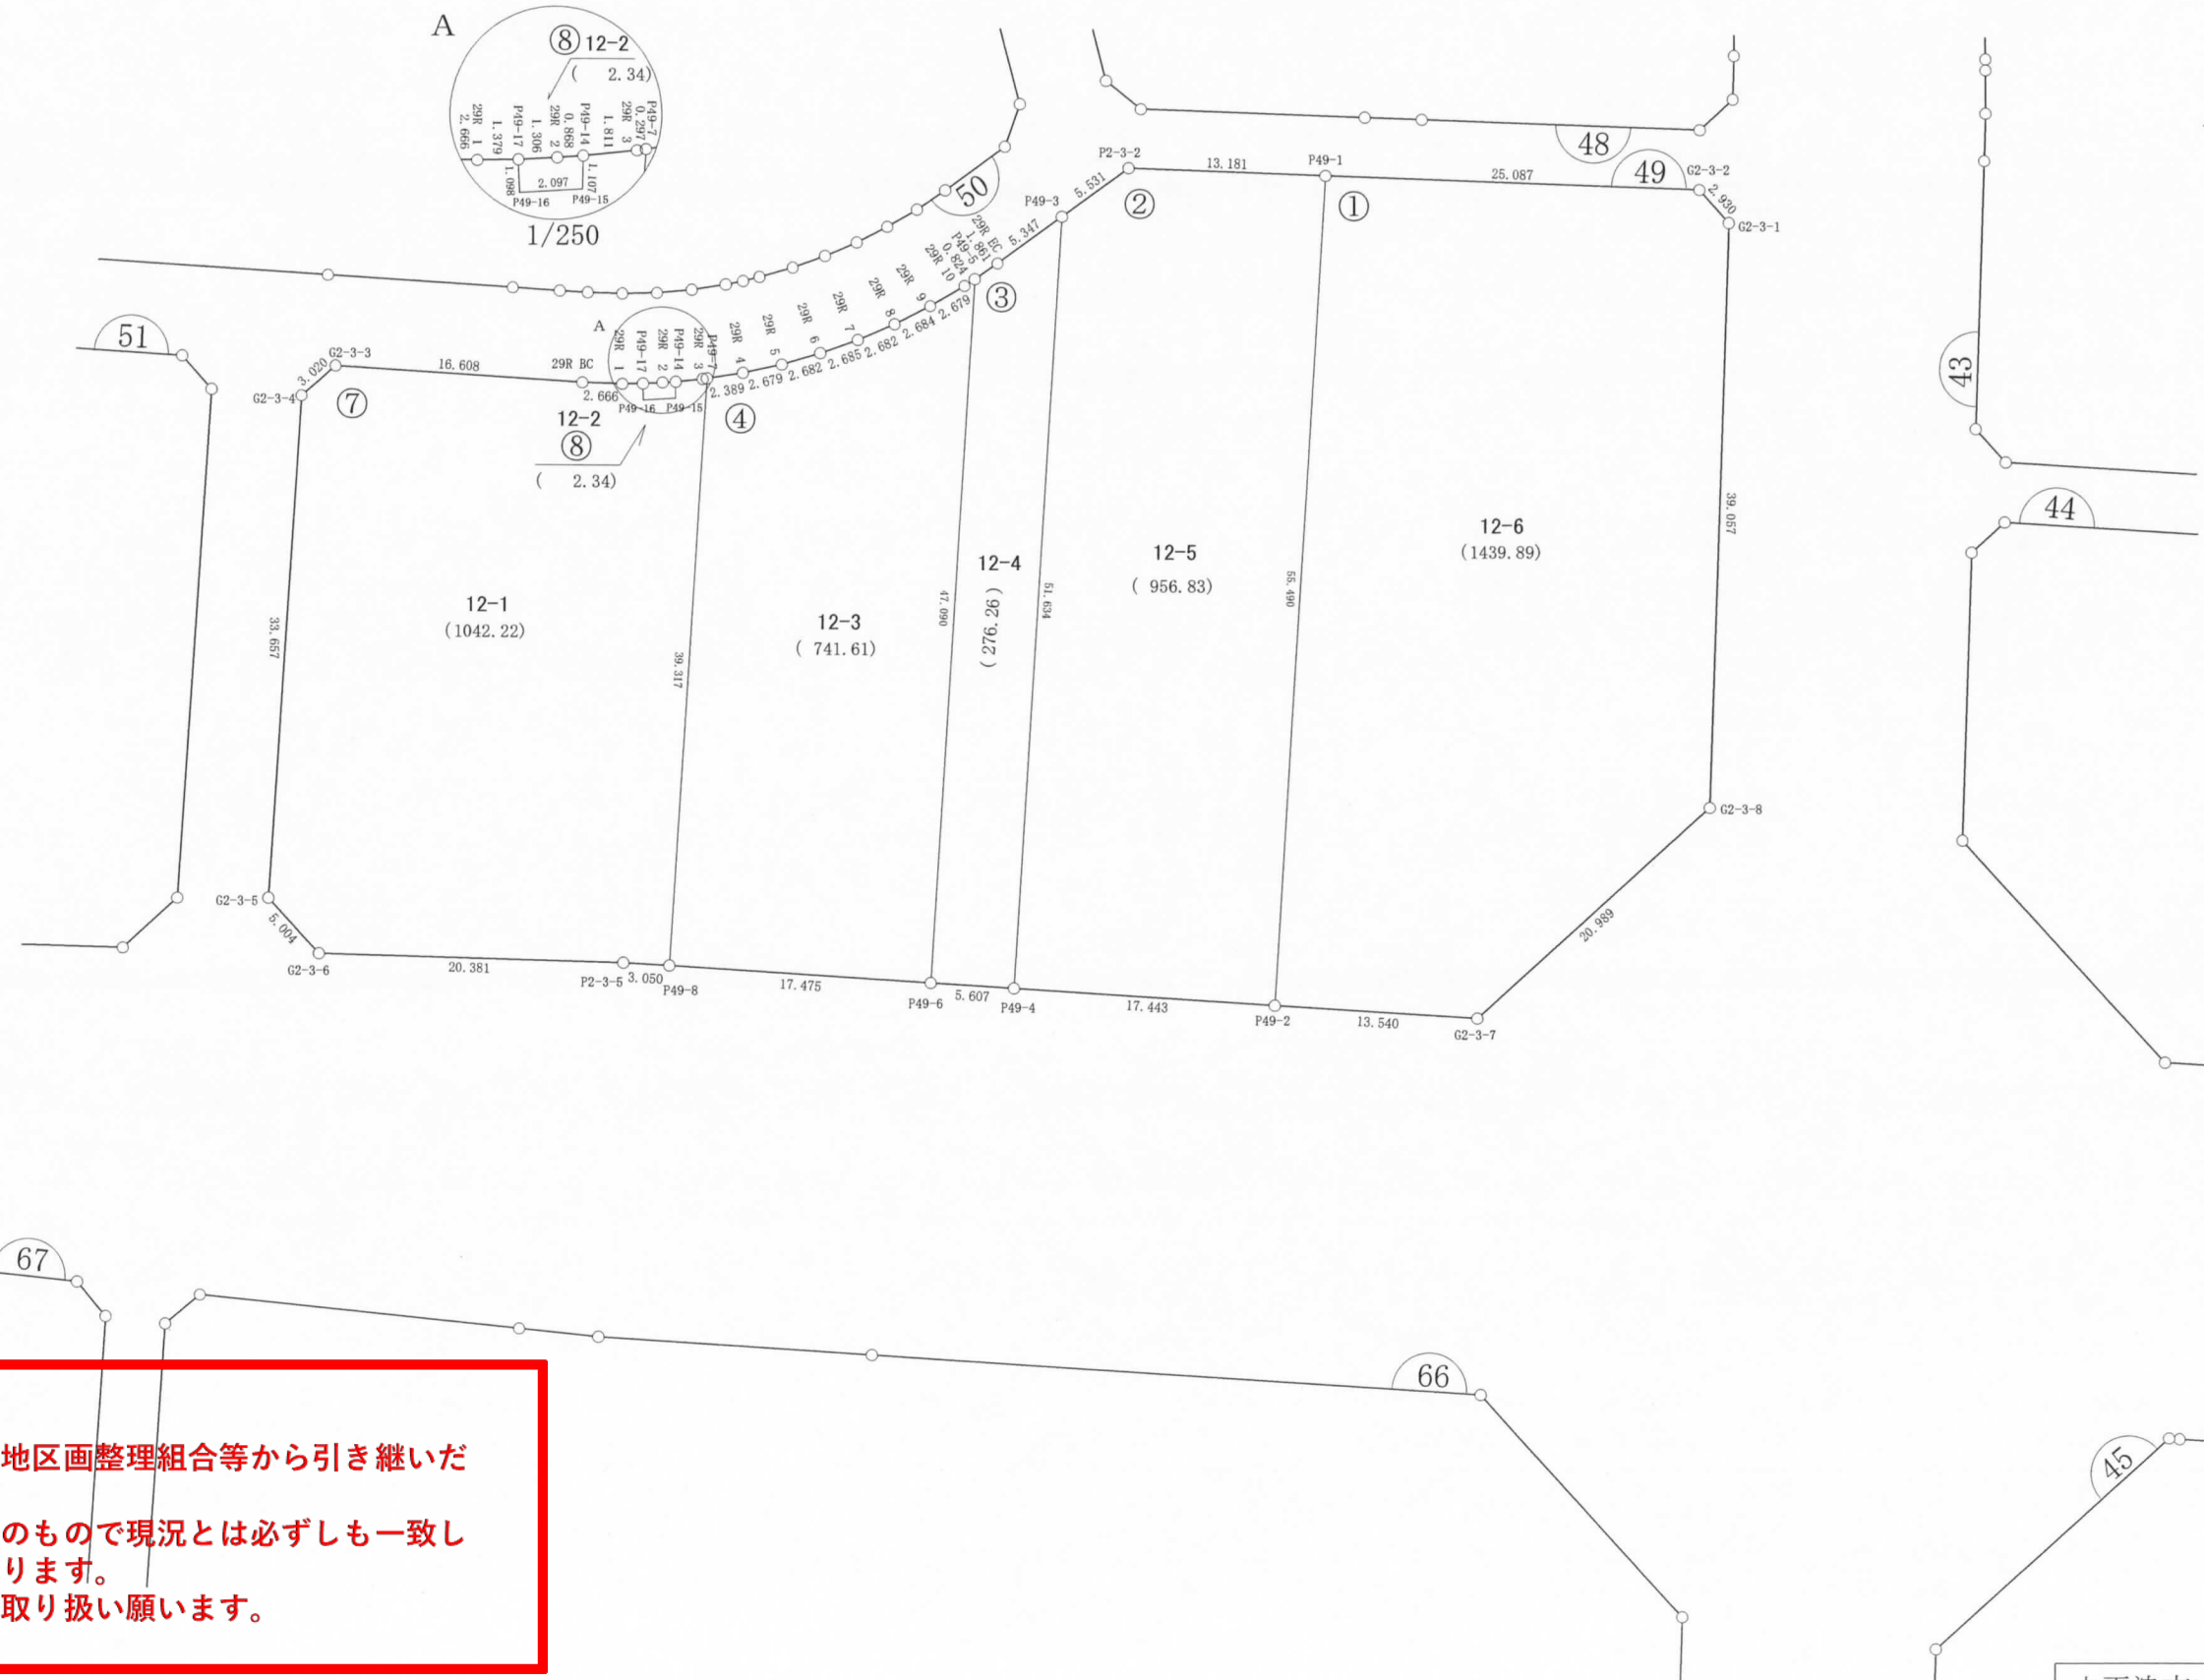 A
⑧ 12-2
( 2.34)
29R 1
2.666
1.379
P49-17
1.306
29R 2
0.868
P49-14
1.811
29R 3
0.297
P49-7
1.098
2.097
1.107
P49-16
P49-15
1/250
48
49
50
51
43
44
P2-3-2
13.181
P49-1
25.087
G2-3-2
2.930
G2-3-1
5.531
②
①
P49-3
5.347
29R EC
1.861
P49-5
0.824
29R 10
③
29R 9
29R 8
29R 7
29R 6
29R 5
29R 4
2.679
2.684
2.682
2.685
2.682
2.679
2.389
A
29R 1
P49-17
29R 2
P49-14
29R 3
P49-7
G2-3-3
3.020
16.608
29R BC
2.666
P49-16
P49-15
G2-3-4
⑦
④
12-2
⑧
( 2.34)
39.057
12-6
(1439.89)
12-5
( 956.83)
12-4
( 276.26 )
12-3
( 741.61)
12-1
(1042.22)
33.657
39.317
47.090
51.634
55.490
G2-3-8
20.989
G2-3-5
5.004
G2-3-6
20.381
P2-3-5
3.050
P49-8
17.475
P49-6
5.607
P49-4
17.443
P49-2
13.540
G2-3-7
67
66
45
地区画整理組合等から引き継いだ
のもので現況とは必ずしも一致し
ります。
取り扱い願います。